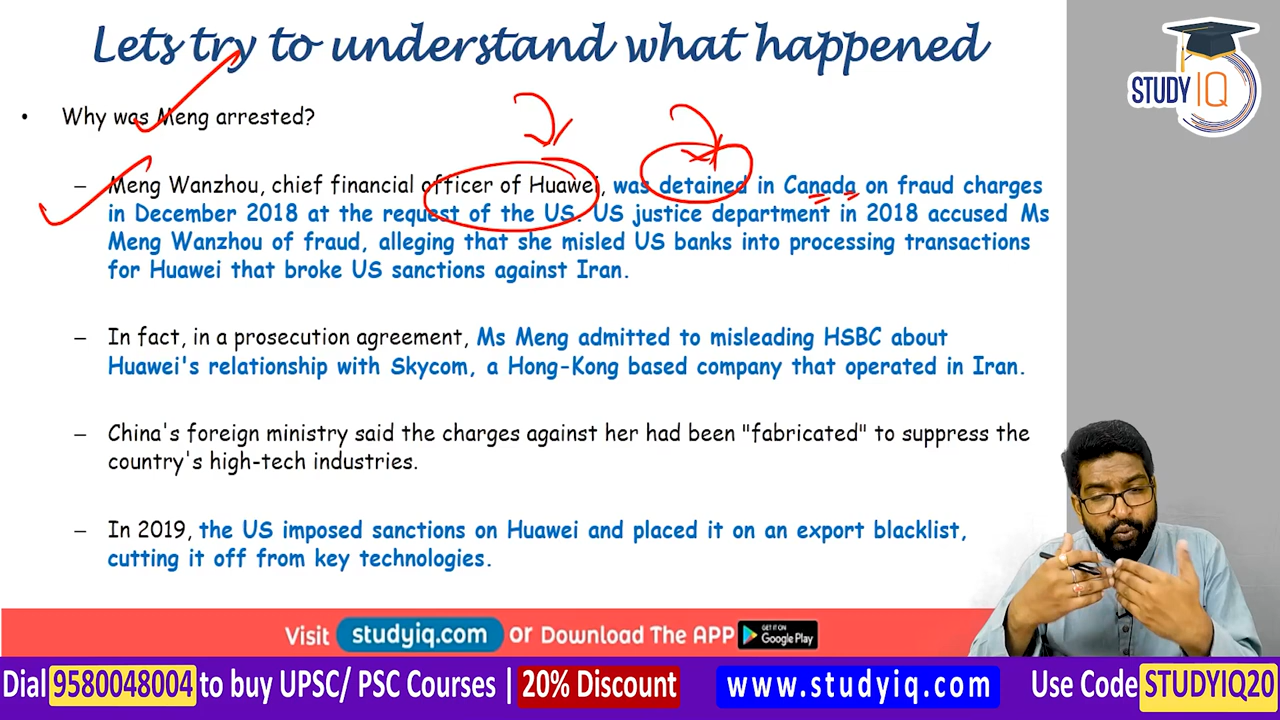 Lets try to understand what happened
STUDY IQ
• Why was Meng arrested?
– Meng Wanzhou, chief financial officer of Huawei, was detained in Canada on fraud charges
in December 2018 at the request of the US. US justice department in 2018 accused Ms
Meng Wanzhou of fraud, alleging that she misled US banks into processing transactions
for Huawei that broke US sanctions against Iran.
– In fact, in a prosecution agreement, Ms Meng admitted to misleading HSBC about
Huawei's relationship with Skycom, a Hong-Kong based company that operated in Iran.
– China's foreign ministry said the charges against her had been "fabricated" to suppress the
country's high-tech industries.
– In 2019, the US imposed sanctions on Huawei and placed it on an export blacklist,
cutting it off from key technologies.
Visit studyiq.com or Download The APP GET IT ON Google Play
Dial 9580048004 to buy UPSC/ PSC Courses | 20% Discount www.studyiq.com Use Code STUDYIQ20